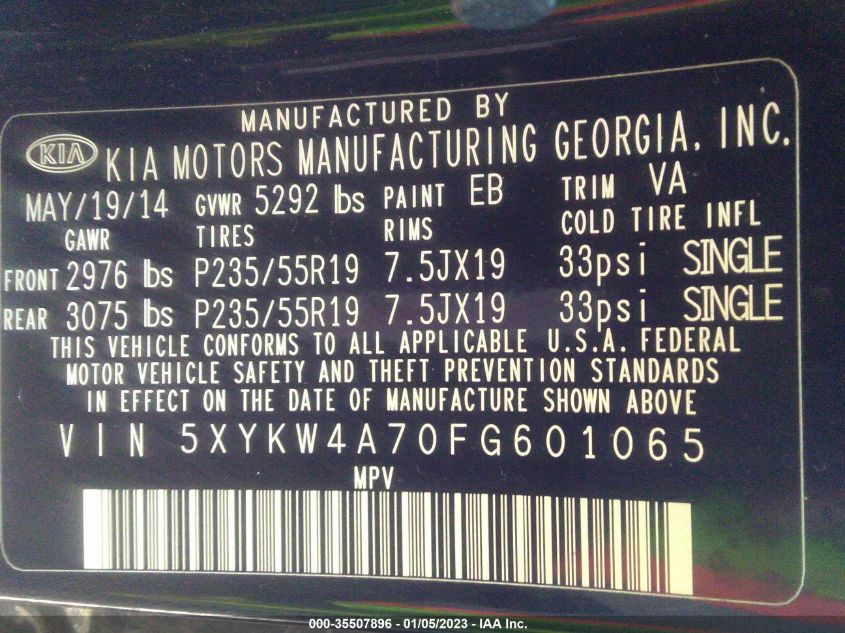 MANUFACTURED BY
KIA KIA MOTORS MANUFACTURING GEORGIA, INC.
MAY/19/14 GVWR 5292 lbs PAINT EB TRIM VA
GAWR TIRES RIMS COLD TIRE INFL
FRONT 2976 lbs P235/55R19 7.5JX19 33psi SINGLE
REAR 3075 lbs P235/55R19 7.5JX19 33psi SINGLE
THIS VEHICLE CONFORMS TO ALL APPLICABLE U.S.A. FEDERAL
MOTOR VEHICLE SAFETY AND THEFT PREVENTION STANDARDS
IN EFFECT ON THE DATE OF MANUFACTURE SHOWN ABOVE
VIN 5XYKW4A70FG601065
MPV
000-35507896 - 01/05/2023 - IAA Inc.